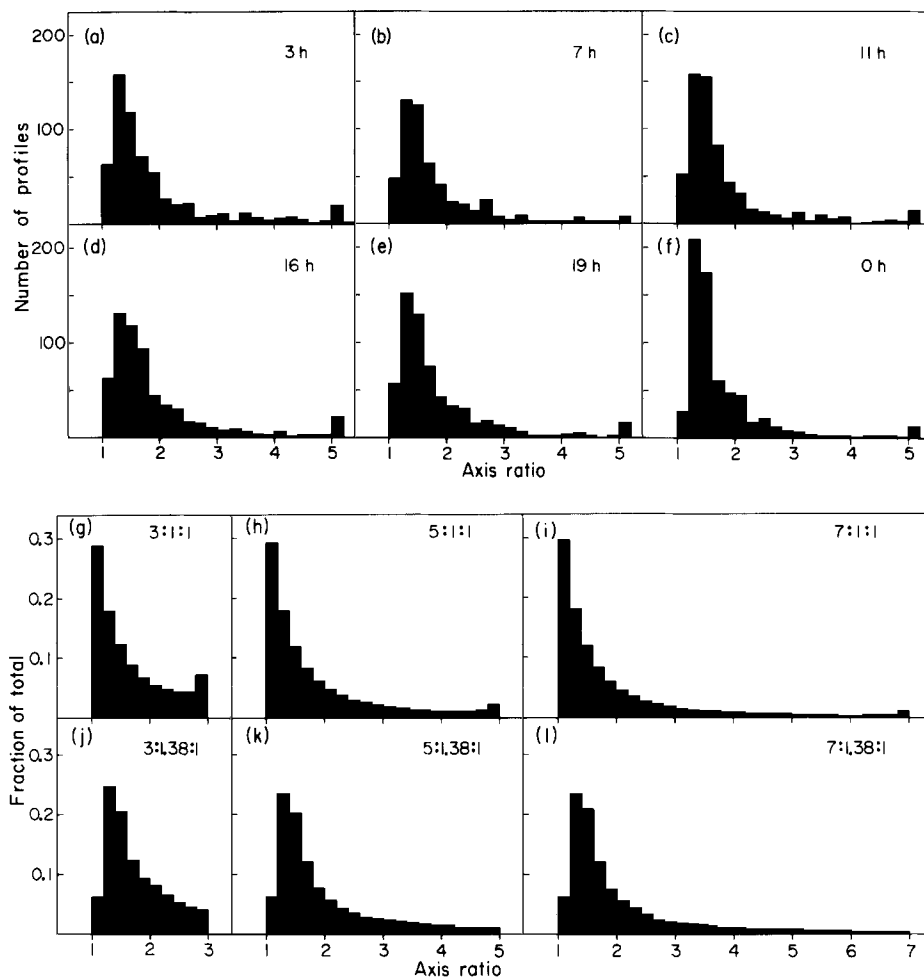 (a) 3 h (b) 7 h (c) 11 h
200
100
(d) 16 h (e) 19 h (f) 0 h
200
100
Number of profiles
1 2 3 4 5 1 2 3 4 5 1 2 3 4 5
Axis ratio
(g) 3:1:1 (h) 5:1:1 (i) 7:1:1
0.3
0.2
0.1
(j) 3:1.38:1 (k) 5:1.38:1 (l) 7:1.38:1
0.3
0.2
0.1
Fraction of total
1 2 3 1 2 3 4 5 1 2 3 4 5 6 7
Axis ratio